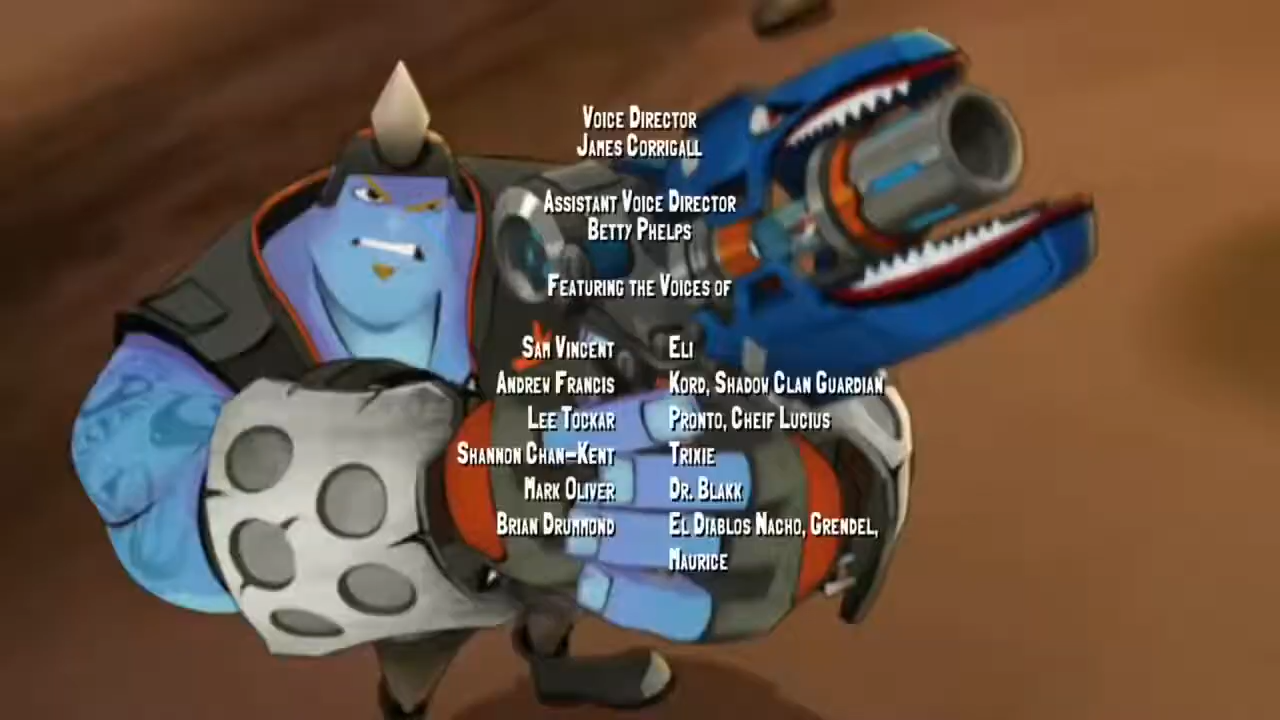 Voice Director
James Corrigall
Assistant Voice Director
Betty Phelps
Featuring the Voices of
Sam Vincent Eli
Andrew Francis Kord, Shadow Clan Guardian
Lee Tockar Pronto, Cheif Lucius
Shannon Chan-Kent Trixie
Mark Oliver Dr. Blakk
Brian Drummond El Diablos Nacho, Grendel,
Maurice